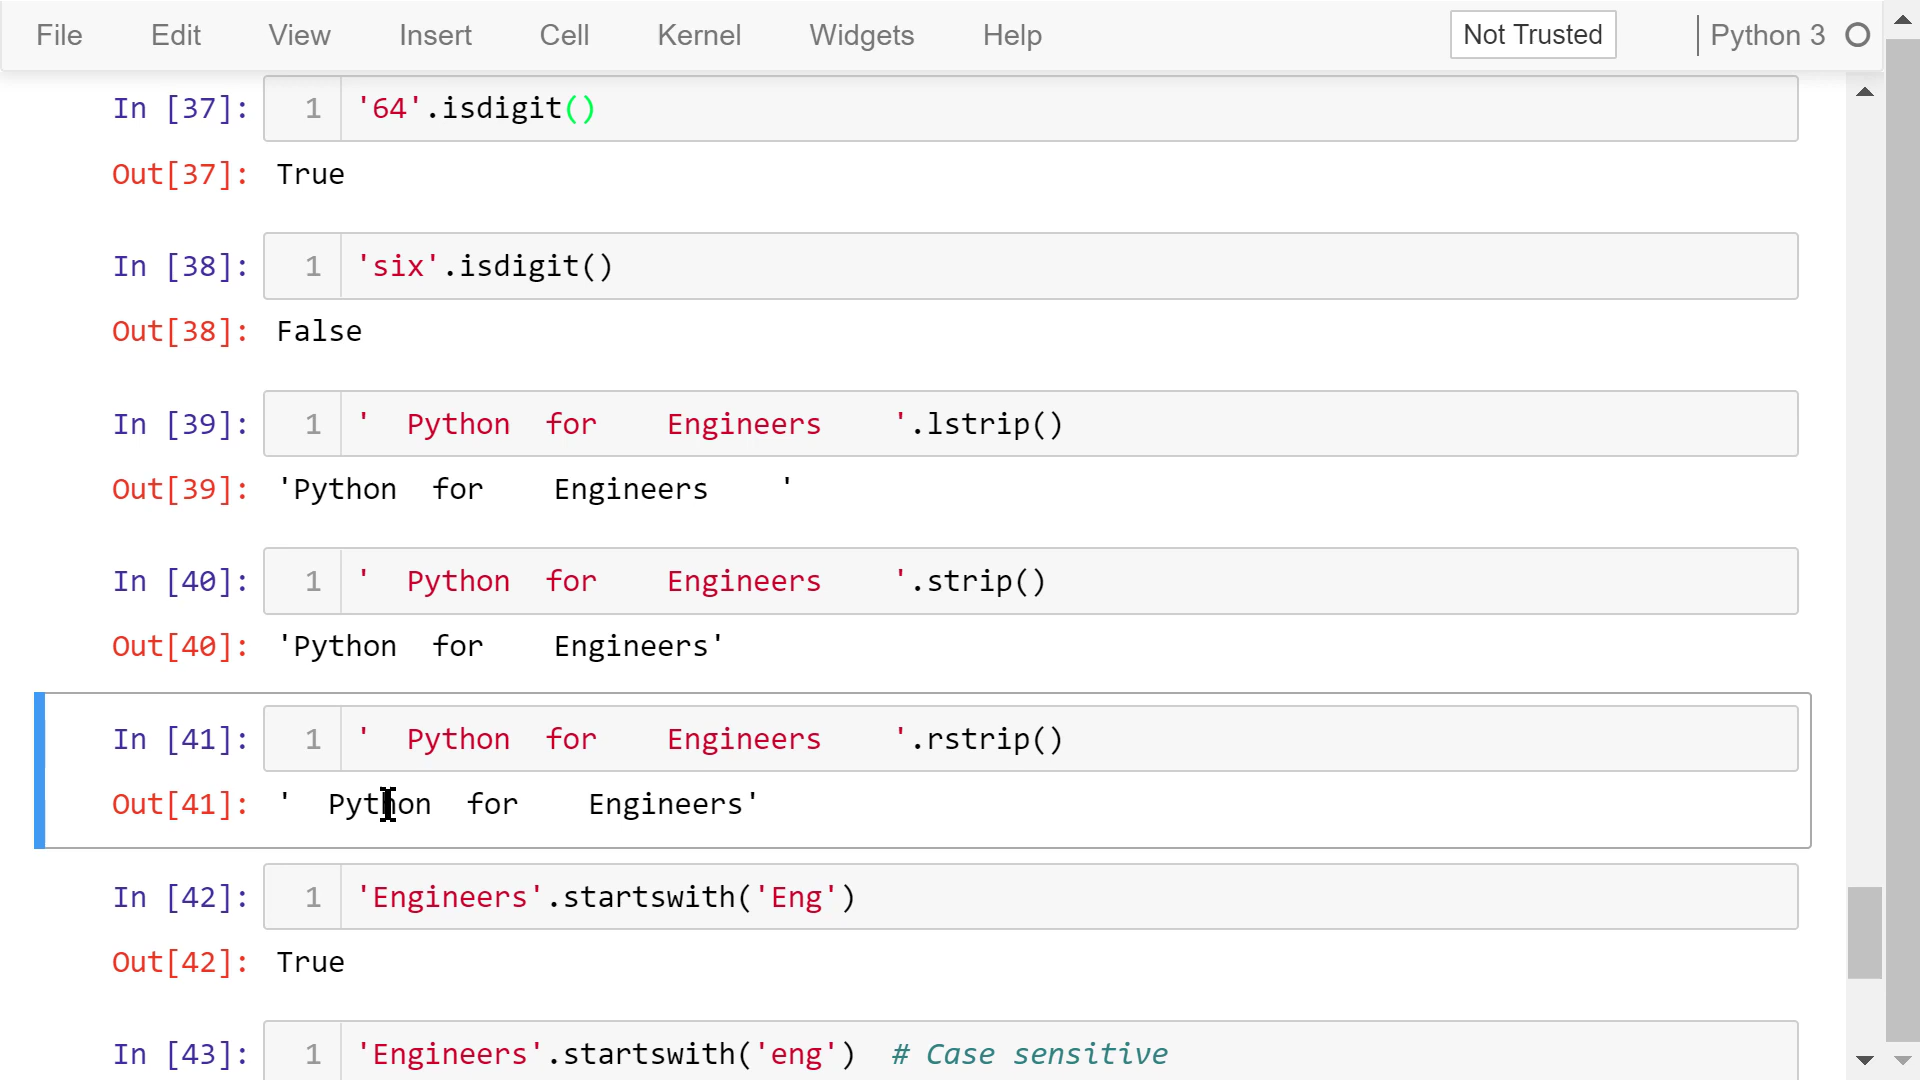 File Edit View Insert Cell Kernel Widgets Help Not Trusted Python 3
In [37]: 1 '64'.isdigit()
Out[37]: True
In [38]: 1 'six'.isdigit()
Out[38]: False
In [39]: 1 '  Python  for    Engineers    '.lstrip()
Out[39]: 'Python  for    Engineers    '
In [40]: 1 '  Python  for    Engineers    '.strip()
Out[40]: 'Python  for    Engineers'
In [41]: 1 '  Python  for    Engineers    '.rstrip()
Out[41]: '  Python  for    Engineers'
In [42]: 1 'Engineers'.startswith('Eng')
Out[42]: True
In [43]: 1 'Engineers'.startswith('eng')  # Case sensitive